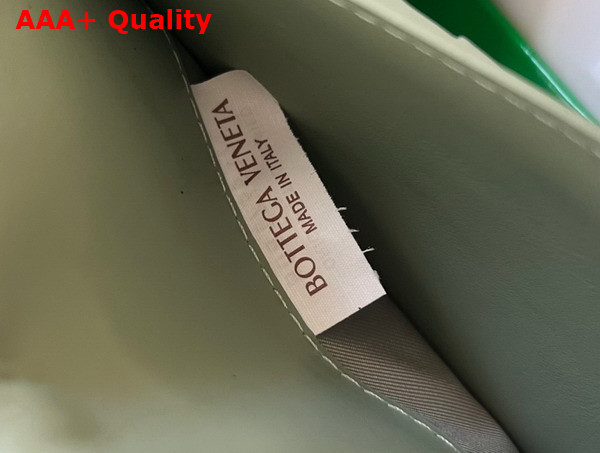 AAA+ Quality
BOTTEGA VENETA
MADE IN ITALY